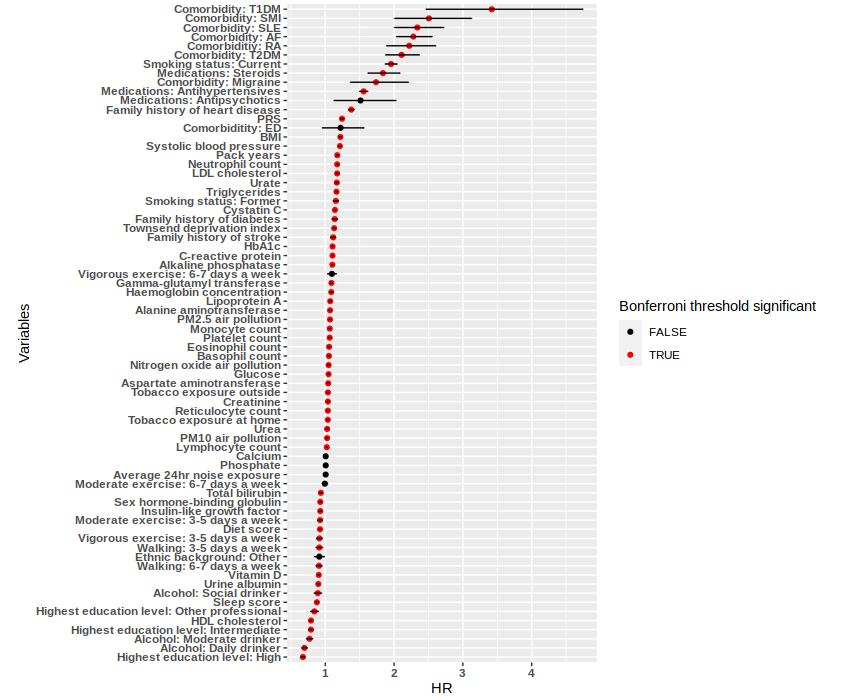 Comorbidity: T1DM
Comorbidity: SMI
Comorbidity: SLE
Comorbidity: AF
Comorbiditiy: RA
Comorbidity: T2DM
Smoking status: Current
Medications: Steroids
Comorbidity: Migraine
Medications: Antihypertensives
Medications: Antipsychotics
Family history of heart disease
PRS
Comorbiditity: ED
BMI
Systolic blood pressure
Pack years
Neutrophil count
LDL cholesterol
Urate
Triglycerides
Smoking status: Former
Cystatin C
Family history of diabetes
Townsend deprivation index
Family history of stroke
HbA1c
C-reactive protein
Alkaline phosphatase
Vigorous exercise: 6-7 days a week
Gamma-glutamyl transferase
Haemoglobin concentration
Lipoprotein A
Alanine aminotransferase
PM2.5 air pollution
Monocyte count
Platelet count
Eosinophil count
Basophil count
Nitrogen oxide air pollution
Glucose
Aspartate aminotransferase
Tobacco exposure outside
Creatinine
Reticulocyte count
Tobacco exposure at home
Urea
PM10 air pollution
Lymphocyte count
Calcium
Phosphate
Average 24hr noise exposure
Moderate exercise: 6-7 days a week
Total bilirubin
Sex hormone-binding globulin
Insulin-like growth factor
Moderate exercise: 3-5 days a week
Diet score
Vigorous exercise: 3-5 days a week
Walking: 3-5 days a week
Ethnic background: Other
Walking: 6-7 days a week
Vitamin D
Urine albumin
Alcohol: Social drinker
Sleep score
Highest education level: Other professional
HDL cholesterol
Highest education level: Intermediate
Alcohol: Moderate drinker
Alcohol: Daily drinker
Highest education level: High
Variables
1 2 3 4
HR
Bonferroni threshold significant
FALSE
TRUE